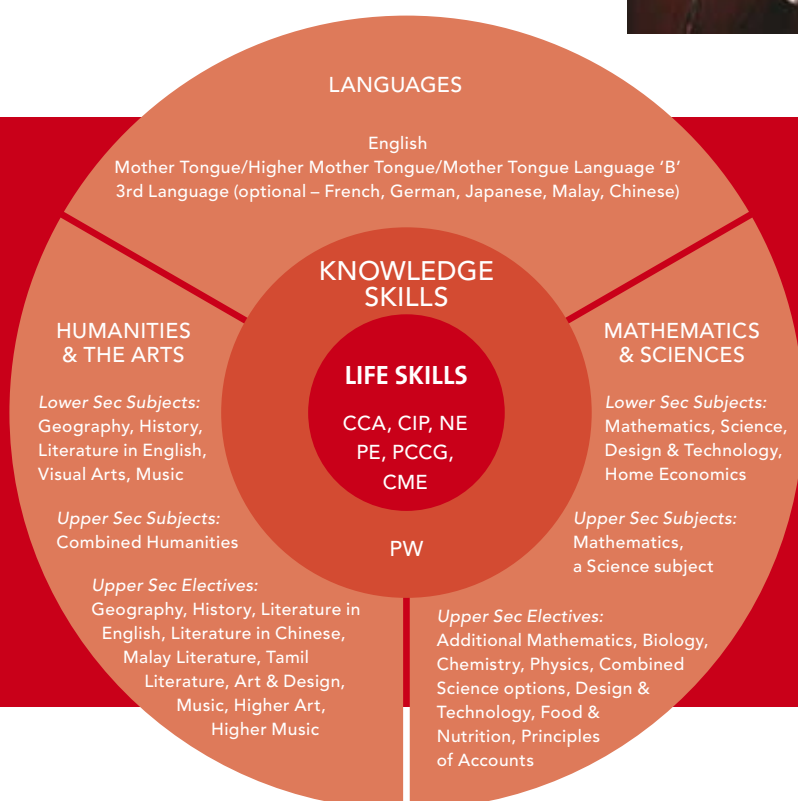 LANGUAGES
English
Mother Tongue/Higher Mother Tongue/Mother Tongue Language ‘B’
3rd Language (optional – French, German, Japanese, Malay, Chinese)
KNOWLEDGE
SKILLS
LIFE SKILLS
CCA, CIP, NE
PE, PCCG,
CME
PW
HUMANITIES
& THE ARTS
Lower Sec Subjects:
Geography, History,
Literature in English,
Visual Arts, Music
Upper Sec Subjects:
Combined Humanities
Upper Sec Electives:
Geography, History, Literature in
English, Literature in Chinese,
Malay Literature, Tamil
Literature, Art & Design,
Music, Higher Art,
Higher Music
MATHEMATICS
& SCIENCES
Lower Sec Subjects:
Mathematics, Science,
Design & Technology,
Home Economics
Upper Sec Subjects:
Mathematics,
a Science subject
Upper Sec Electives:
Additional Mathematics, Biology,
Chemistry, Physics, Combined
Science options, Design &
Technology, Food &
Nutrition, Principles
of Accounts